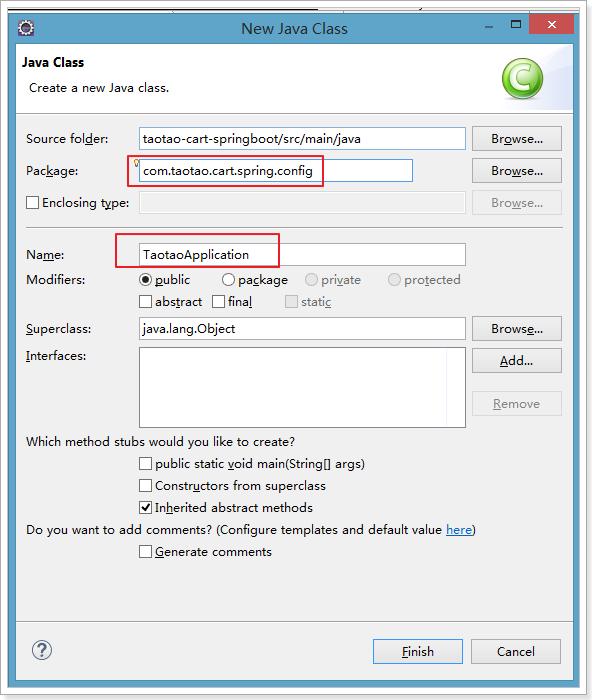 New Java Class
Java Class
Create a new Java class.
Source folder: taotao-cart-springboot/src/main/java Browse...
Package: com.taotao.cart.spring.config Browse...
Enclosing type: Browse...
Name: TaotaoApplication
Modifiers: public package private protected
abstract final static
Superclass: java.lang.Object Browse...
Interfaces: Add...
Remove
Which method stubs would you like to create?
public static void main(String[] args)
Constructors from superclass
Inherited abstract methods
Do you want to add comments? (Configure templates and default value here)
Generate comments
? Finish Cancel